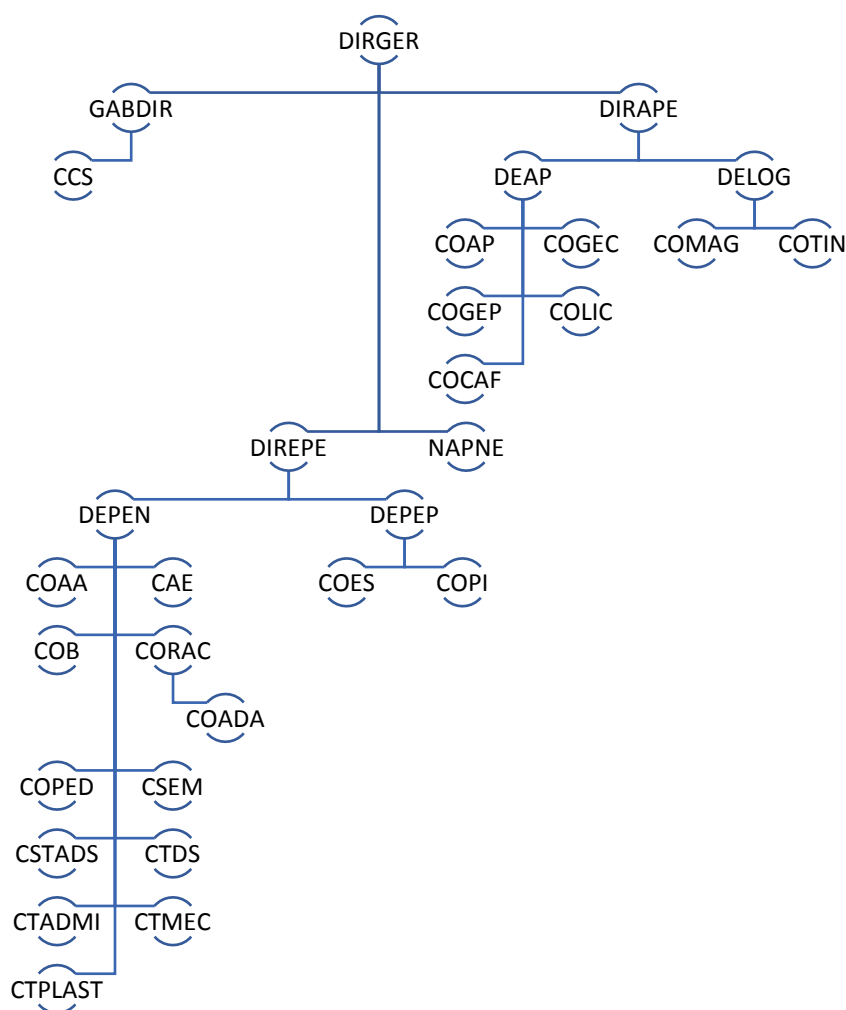 DIRGER
GABDIR DIRAPE
CCS DEAP DELOG
COAP COGEC COMAG COTIN
COGEP COLIC
COCAF
DIREPE NAPNE
DEPEN DEPEP
COAA CAE COES COPI
COB CORAC
COADA
COPED CSEM
CSTADS CTDS
CTADMI CTMEC
CTPLAST